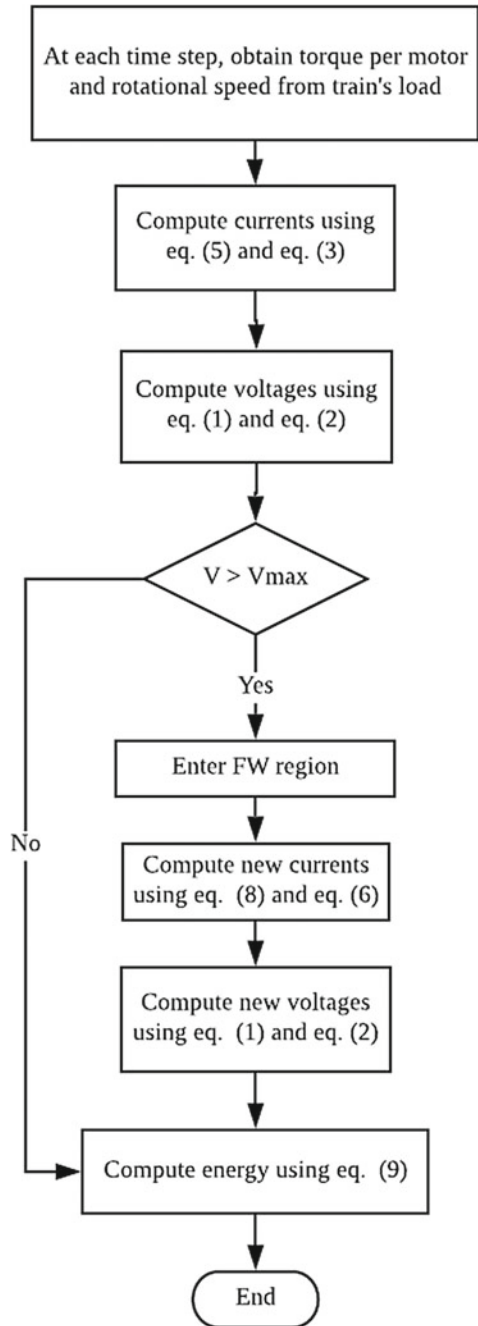 At each time step, obtain torque per motor
and rotational speed from train's load
Compute currents using
eq. (5) and eq. (3)
Compute voltages using
eq. (1) and eq. (2)
V > Vmax
Yes
Enter FW region
No
Compute new currents
using eq. (8) and eq. (6)
Compute new voltages
using eq. (1) and eq. (2)
Compute energy using eq. (9)
End